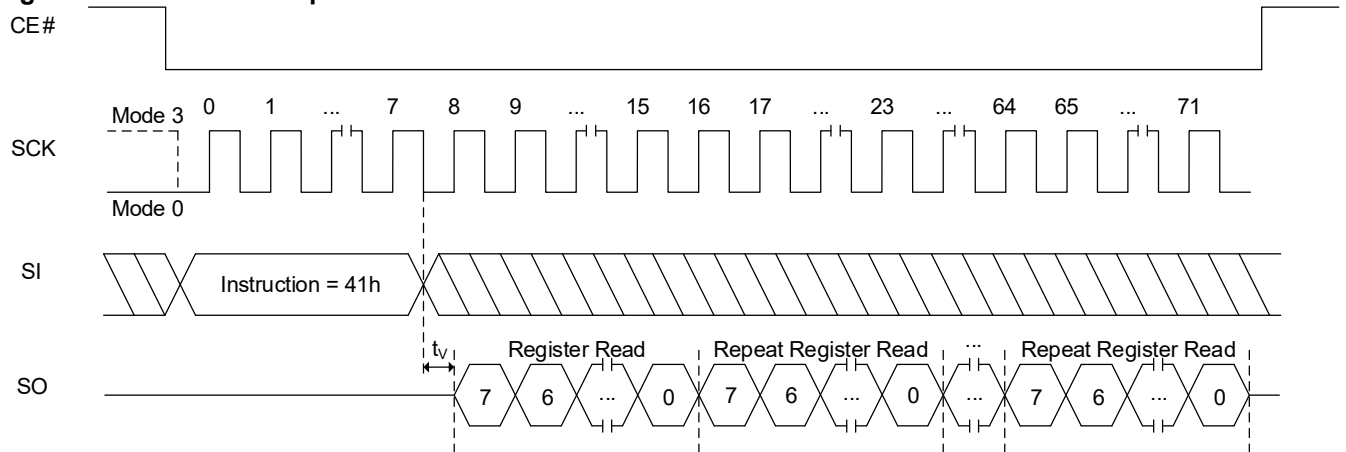 CE#
Mode 3 0 1 ... 7 8 9 ... 15 16 17 ... 23 ... 64 65 ... 71
SCK
Mode 0
SI Instruction = 41h
tV Register Read Repeat Register Read ... Repeat Register Read
SO 7 6 ... 0 7 6 ... 0 ... 7 6 ... 0